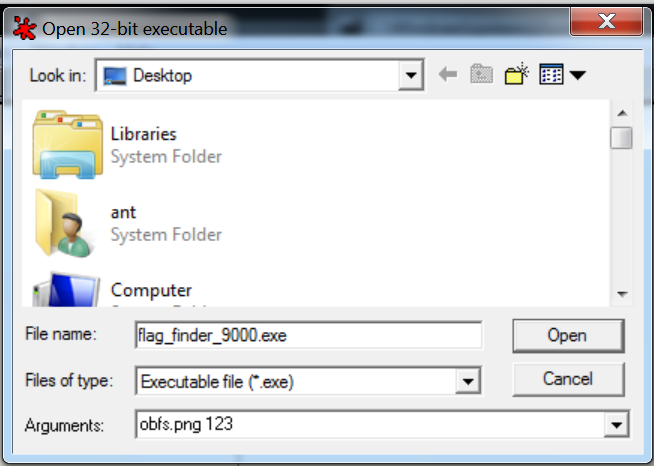 Open 32-bit executable
Look in: Desktop
Libraries
System Folder
ant
System Folder
Computer
File name: flag_finder_9000.exe Open
Files of type: Executable file (*.exe) Cancel
Arguments: obfs.png 123